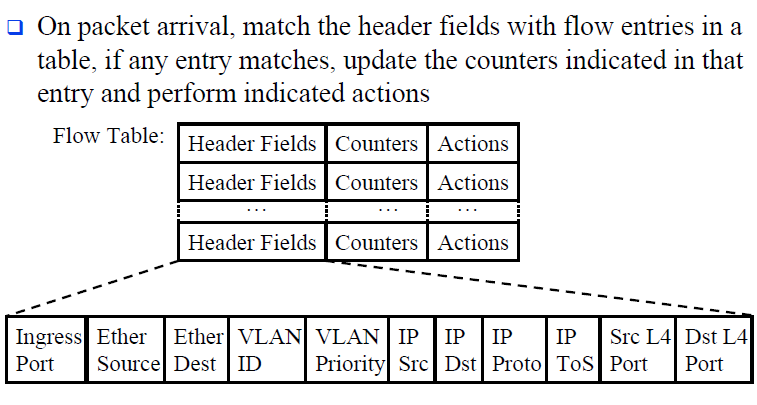 On packet arrival, match the header fields with flow entries in a
table, if any entry matches, update the counters indicated in that
entry and perform indicated actions
Flow Table:
Header Fields Counters Actions
Header Fields Counters Actions
... ... ...
Header Fields Counters Actions
Ingress Ether Ether VLAN VLAN IP IP IP IP Src L4 Dst L4
Port Source Dest ID Priority Src Dst Proto ToS Port Port